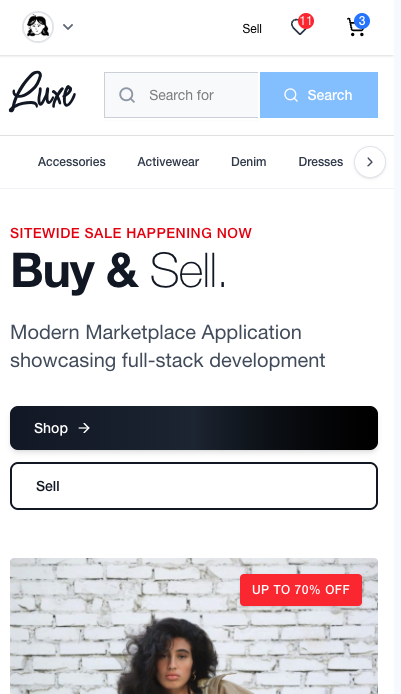 Sell
11
3
Luxe
Search for
Search
Accessories
Activewear
Denim
Dresses
SITEWIDE SALE HAPPENING NOW
Buy & Sell.
Modern Marketplace Application
showcasing full-stack development
Shop
Sell
UP TO 70% OFF